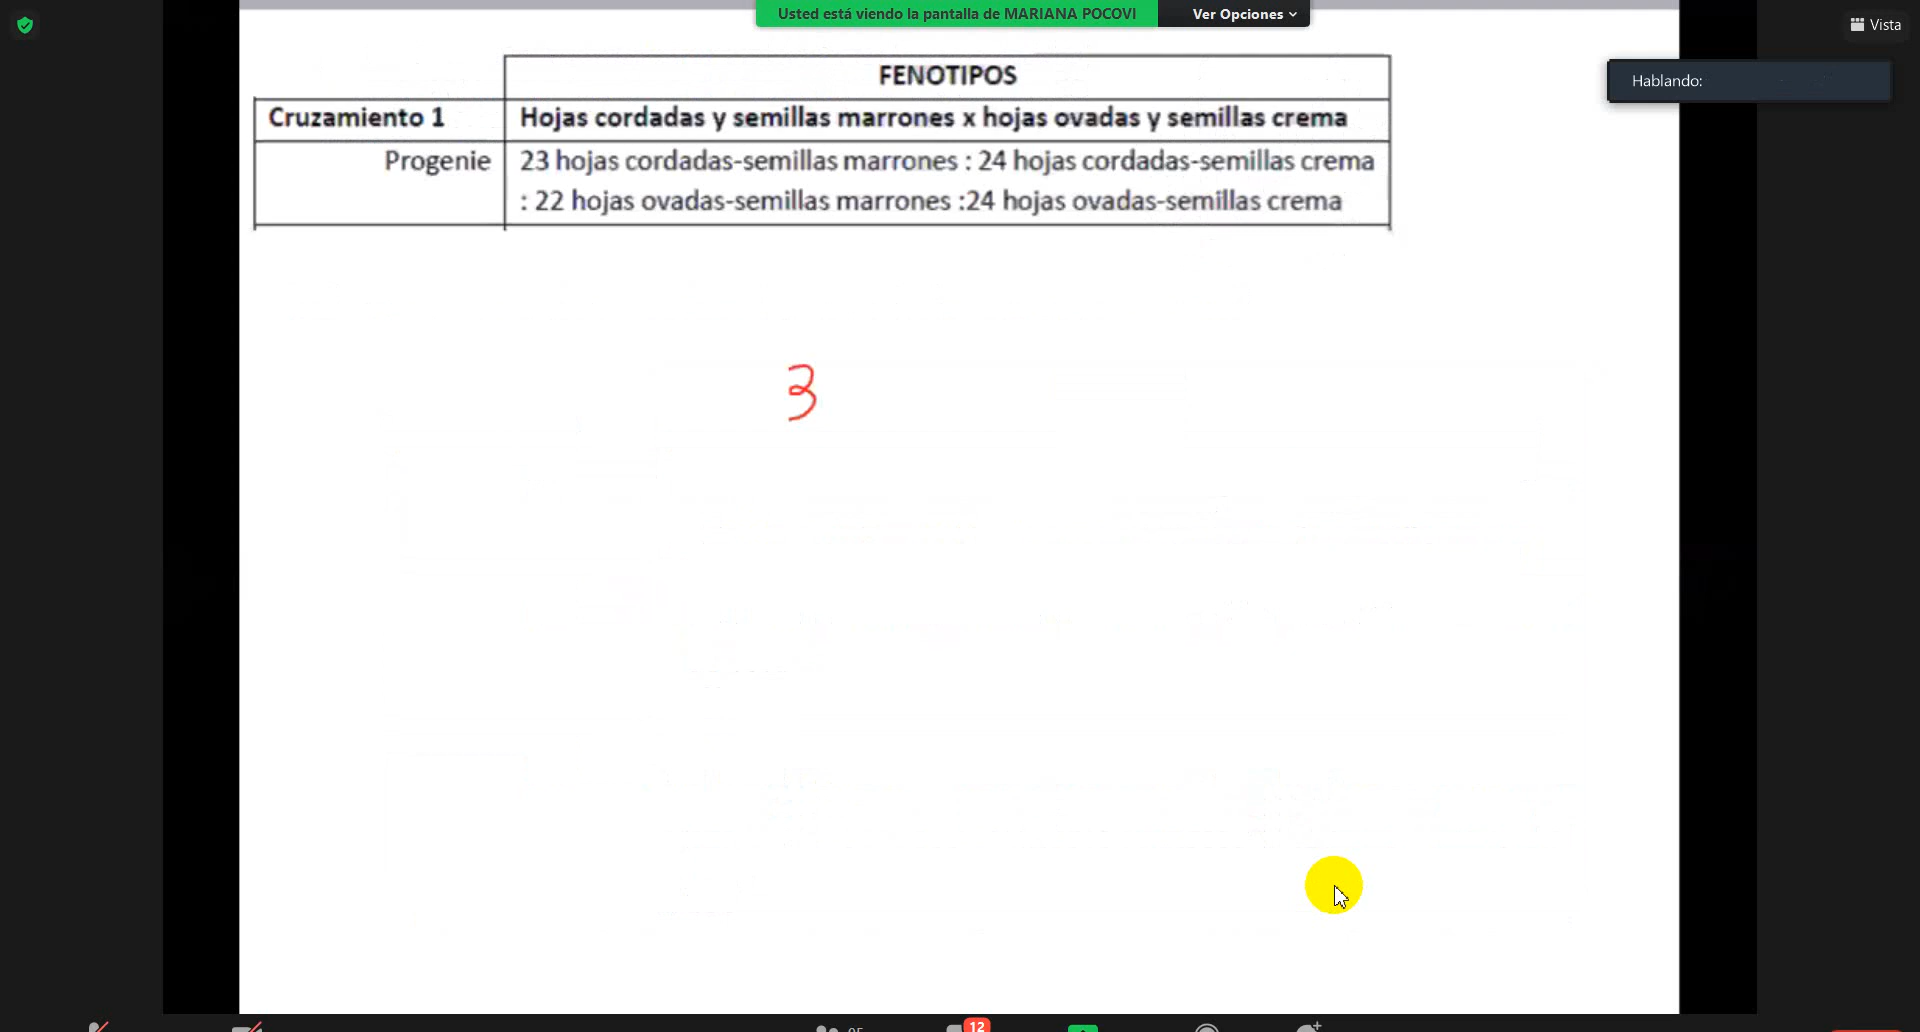 Usted está viendo la pantalla de MARIANA POCOVI Ver Opciones
Vista
Hablando:
FENOTIPOS
Cruzamiento 1 Hojas cordadas y semillas marrones x hojas ovadas y semillas crema
Progenie 23 hojas cordadas-semillas marrones : 24 hojas cordadas-semillas crema
: 22 hojas ovadas-semillas marrones :24 hojas ovadas-semillas crema
3
12